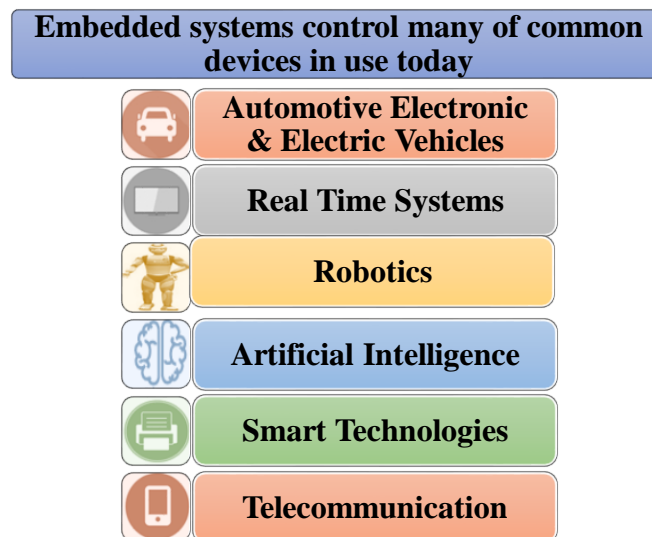 Embedded systems control many of common
devices in use today
Automotive Electronic
& Electric Vehicles
Real Time Systems
Robotics
Artificial Intelligence
Smart Technologies
Telecommunication